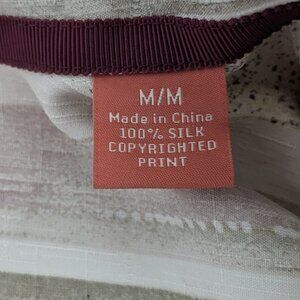 M/M
Made in China
100% SILK
COPYRIGHTED
PRINT